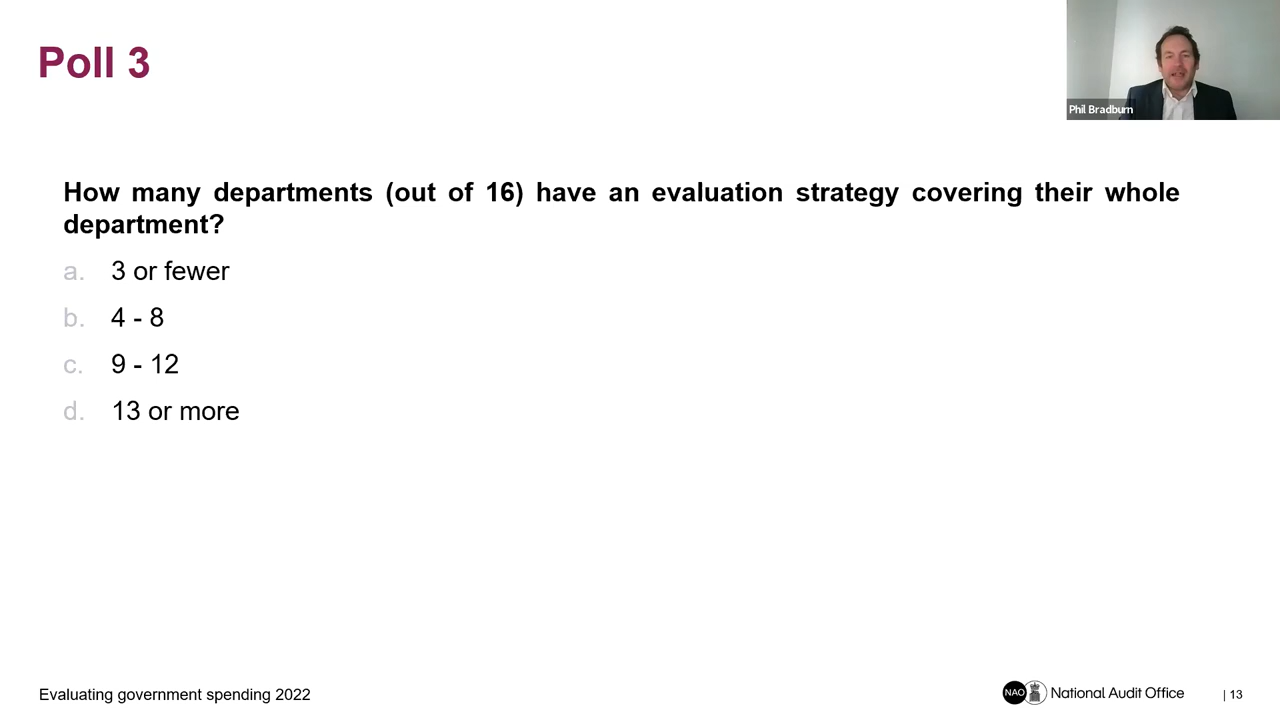 Poll 3
Phil Bradburn
How many departments (out of 16) have an evaluation strategy covering their whole
department?
a. 3 or fewer
b. 4 - 8
c. 9 - 12
d. 13 or more
Evaluating government spending 2022
NAO National Audit Office
| 13